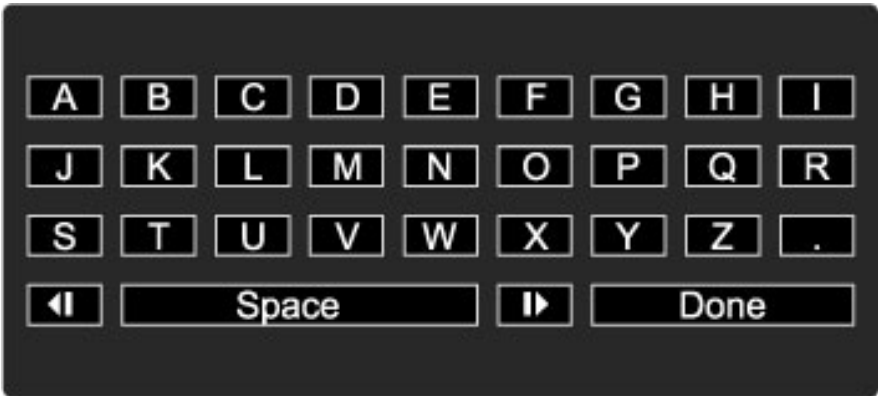 A B C D E F G H I
J K L M N O P Q R
S T U V W X Y Z .
Space Done